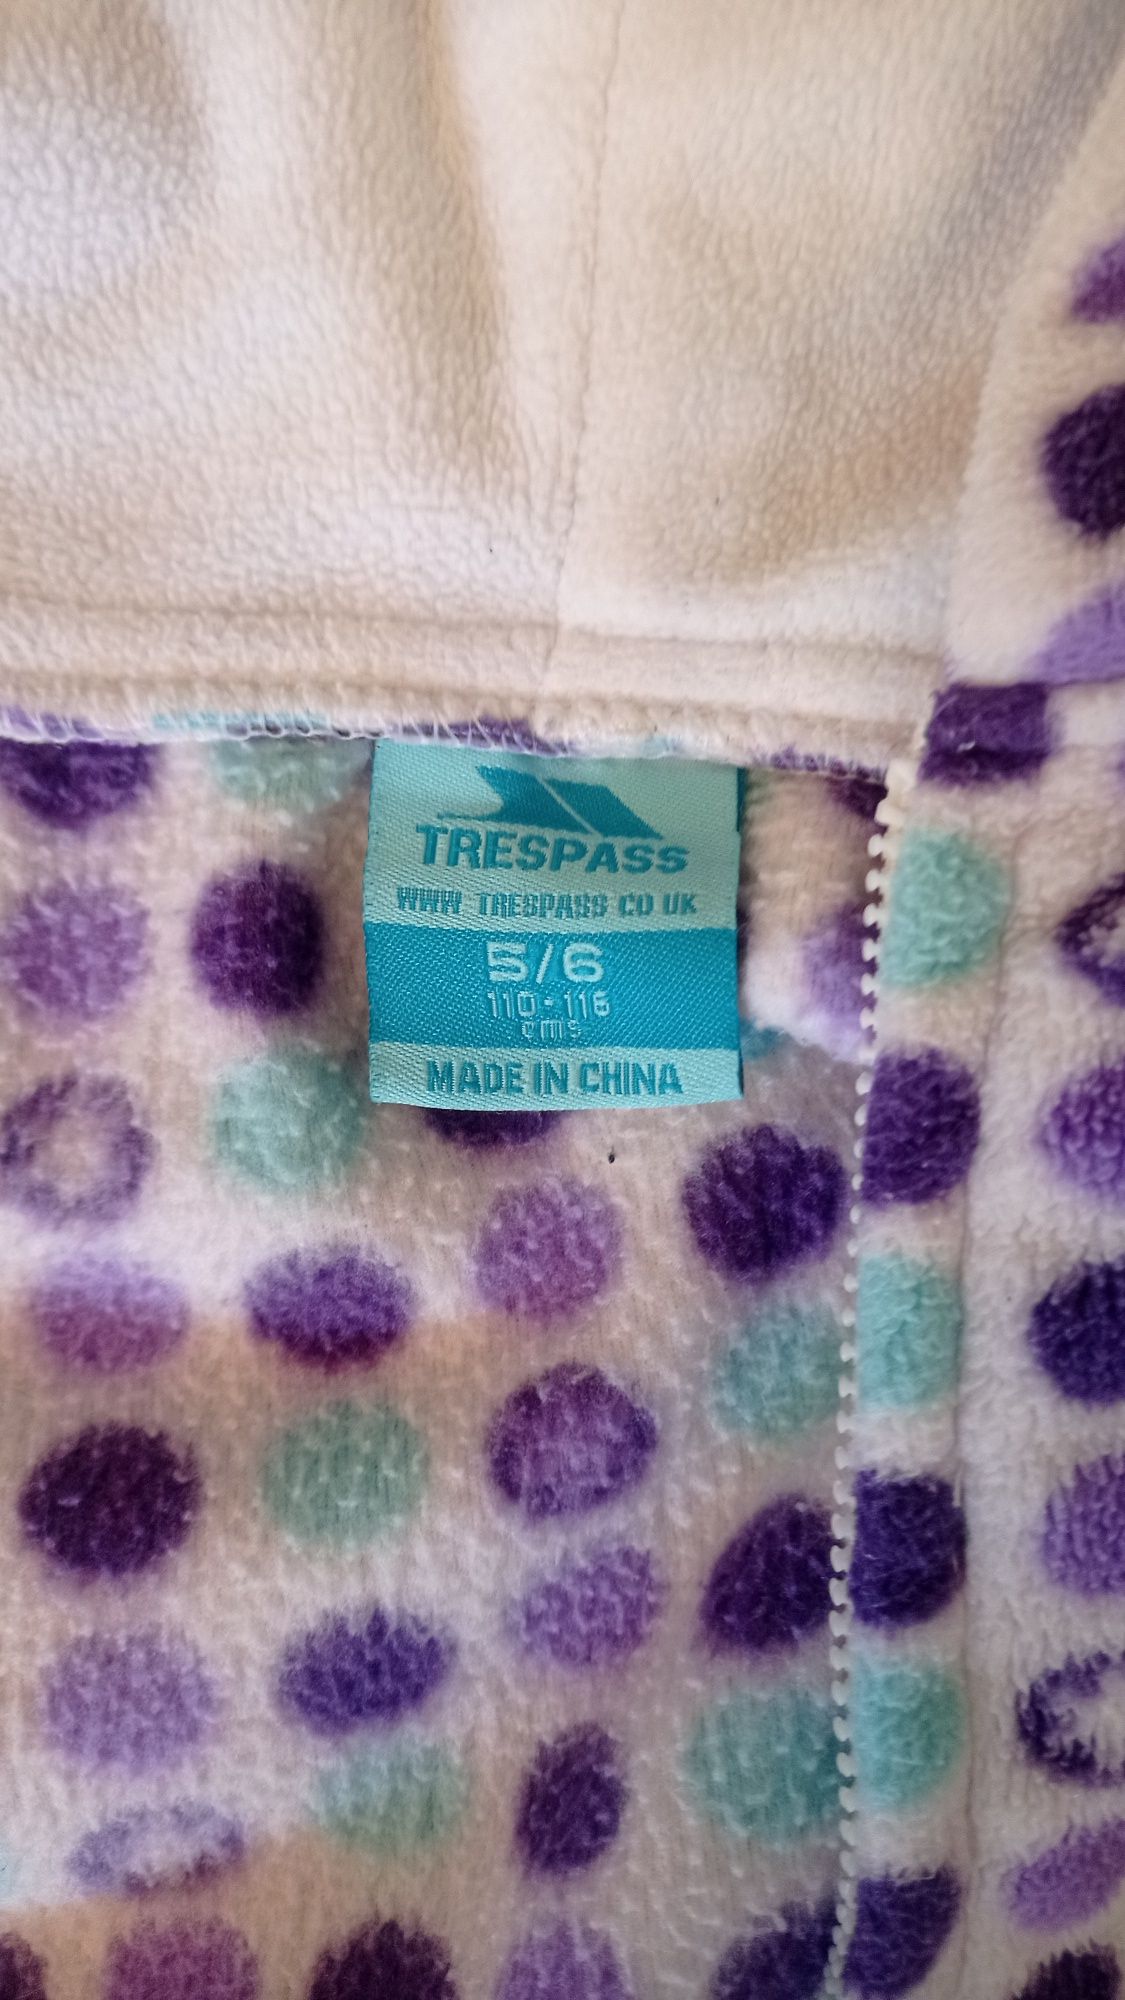 TRESPASS
WWW TRESPASS CO UK
5/6
110-116
cms
MADE IN CHINA